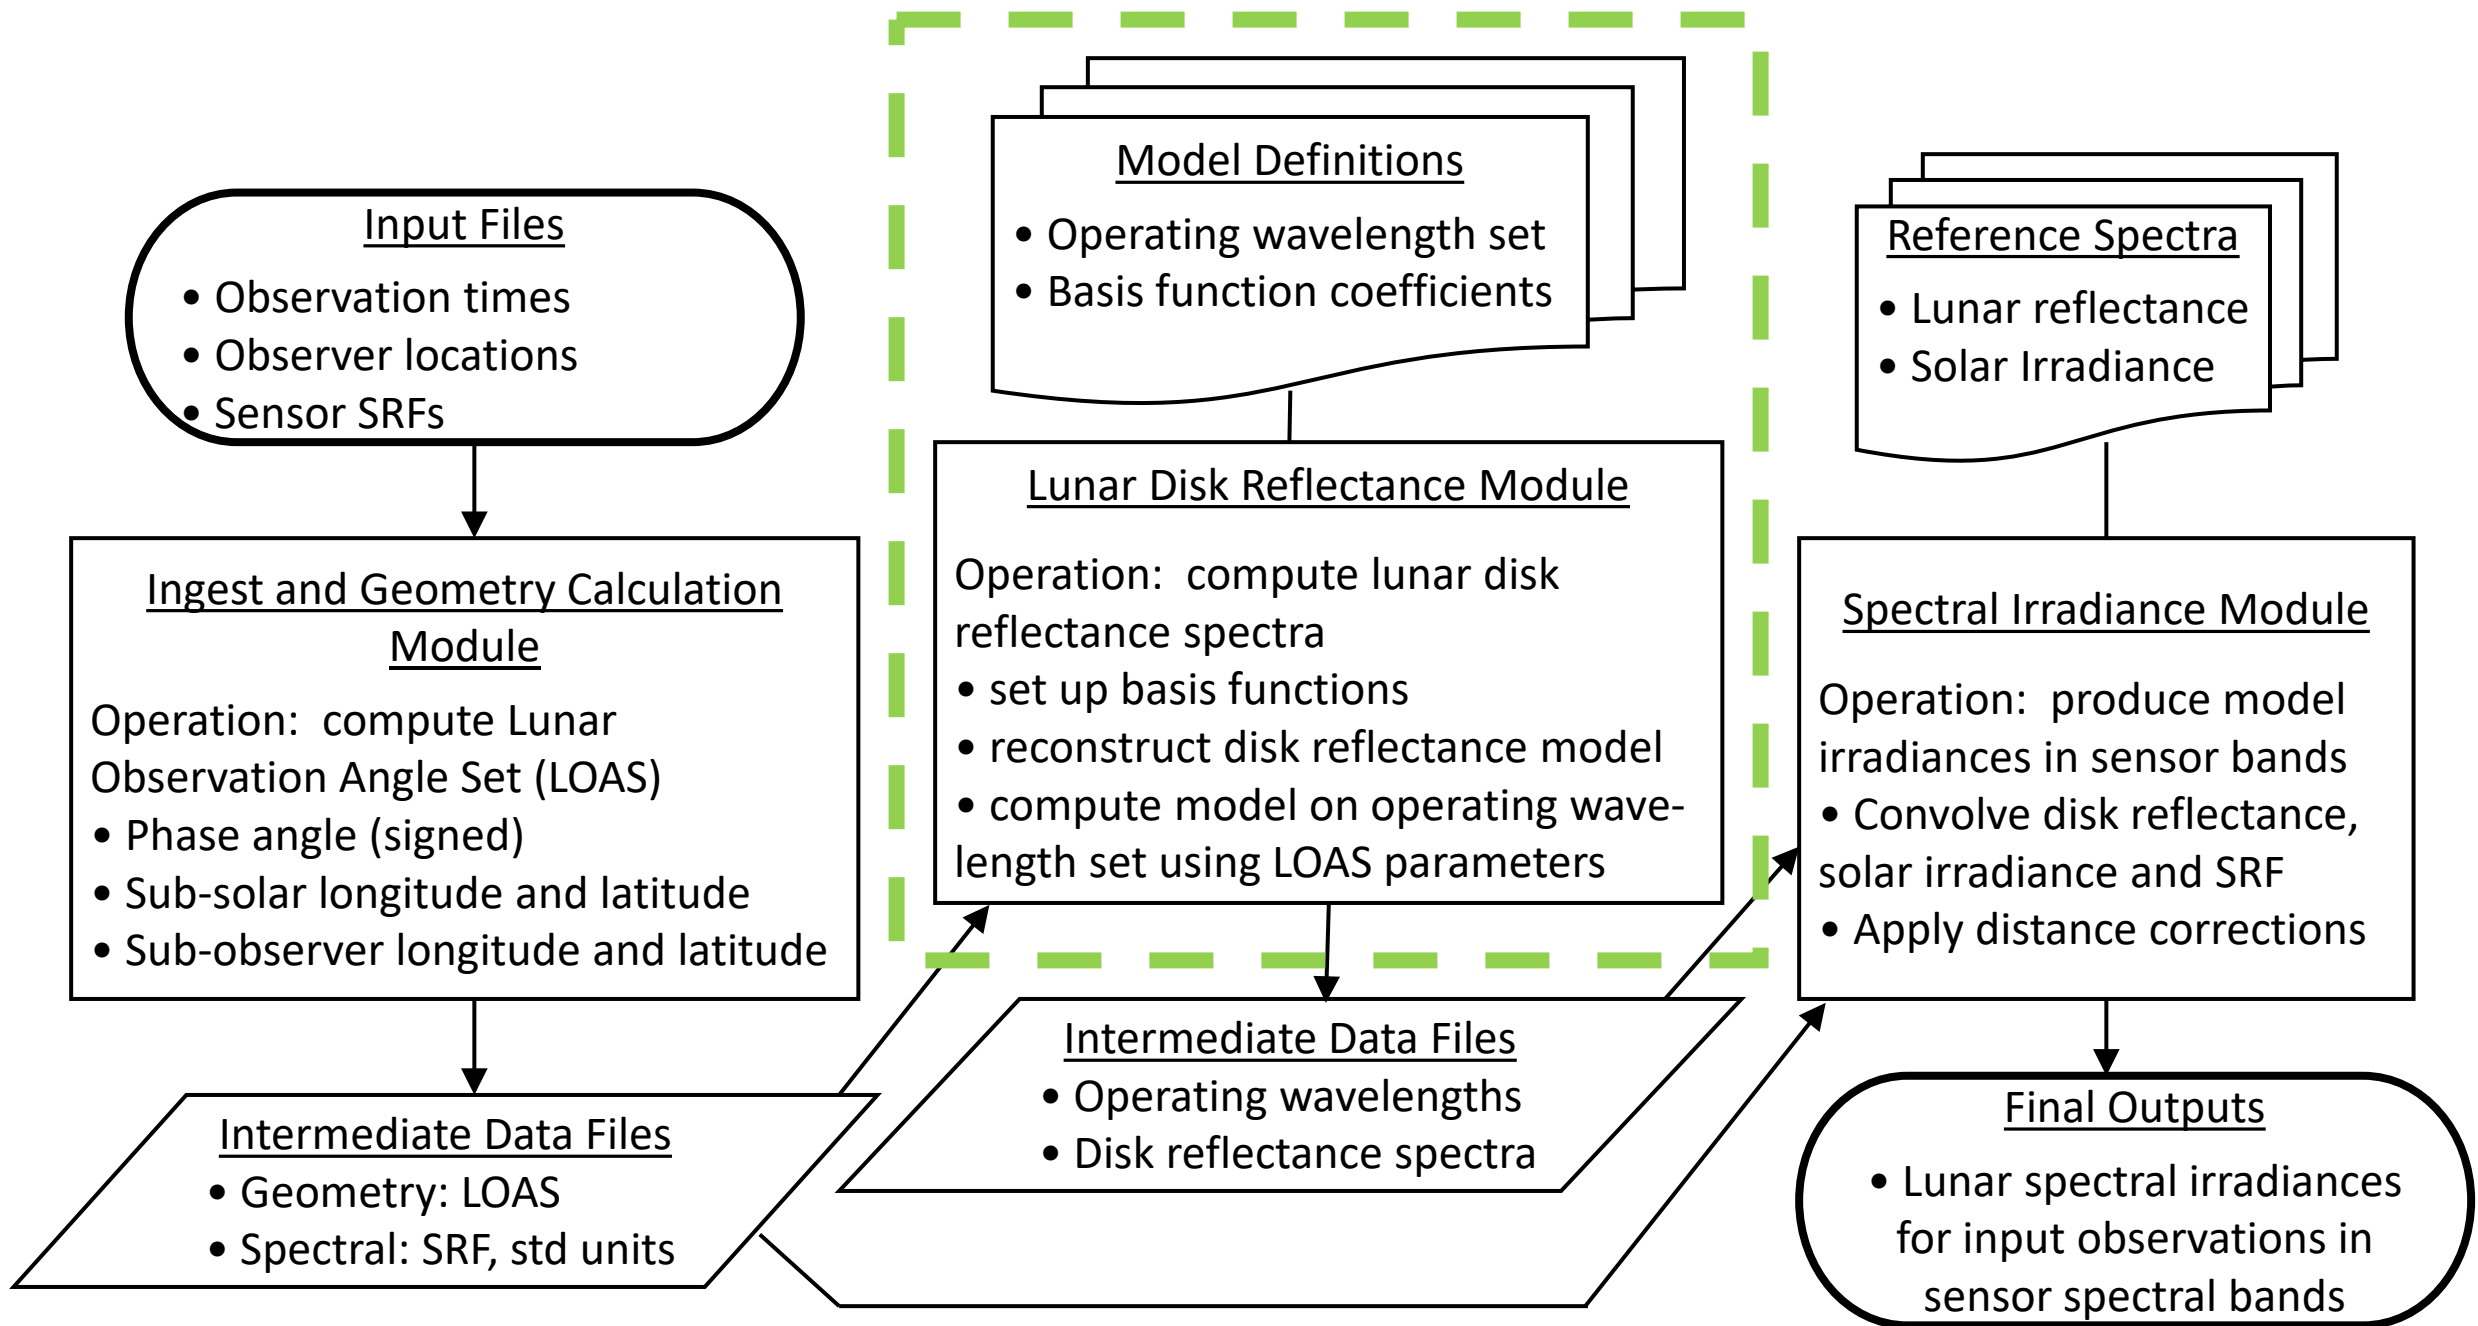 Input Files
• Observation times
• Observer locations
• Sensor SRFs
Ingest and Geometry Calculation
Module
Operation:  compute Lunar
Observation Angle Set (LOAS)
• Phase angle (signed)
• Sub-solar longitude and latitude
• Sub-observer longitude and latitude
Intermediate Data Files
• Geometry: LOAS
• Spectral: SRF, std units
Model Definitions
• Operating wavelength set
• Basis function coefficients
Lunar Disk Reflectance Module
Operation:  compute lunar disk
reflectance spectra
• set up basis functions
• reconstruct disk reflectance model
• compute model on operating wave-
length set using LOAS parameters
Intermediate Data Files
• Operating wavelengths
• Disk reflectance spectra
Reference Spectra
• Lunar reflectance
• Solar Irradiance
Spectral Irradiance Module
Operation:  produce model
irradiances in sensor bands
• Convolve disk reflectance,
solar irradiance and SRF
• Apply distance corrections
Final Outputs
• Lunar spectral irradiances
for input observations in
sensor spectral bands